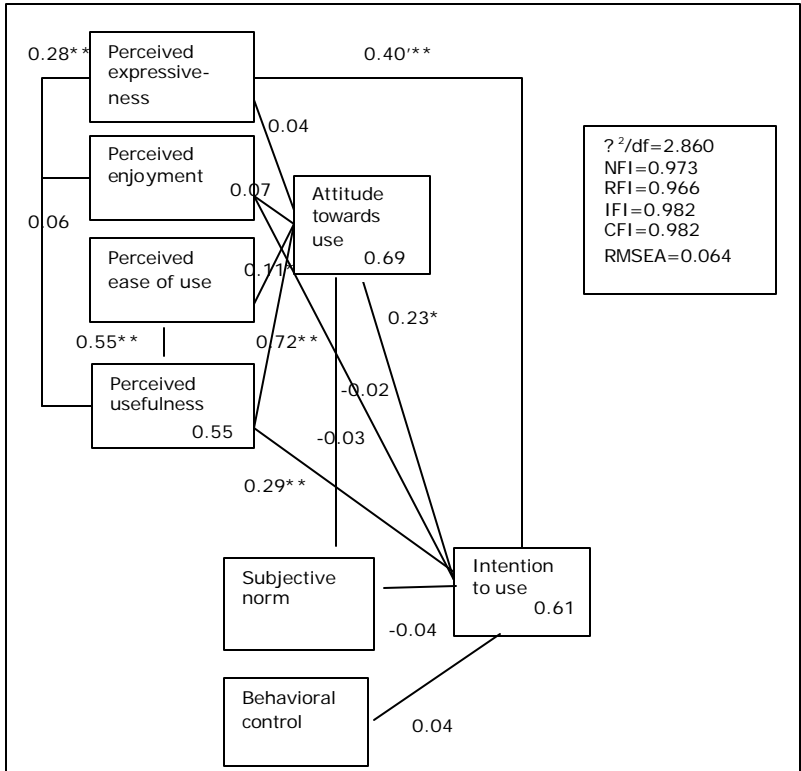 0.28**
Perceived
expressive-
ness
0.40'**
0.04
Perceived
enjoyment
0.07
0.06
Attitude
towards
use
0.69
?²/df=2.860
NFI=0.973
RFI=0.966
IFI=0.982
CFI=0.982
RMSEA=0.064
Perceived
ease of use
0.11*
0.55**
0.72**
0.23*
Perceived
usefulness
0.55
-0.02
-0.03
0.29**
Subjective
norm
Intention
to use
0.61
-0.04
Behavioral
control
0.04